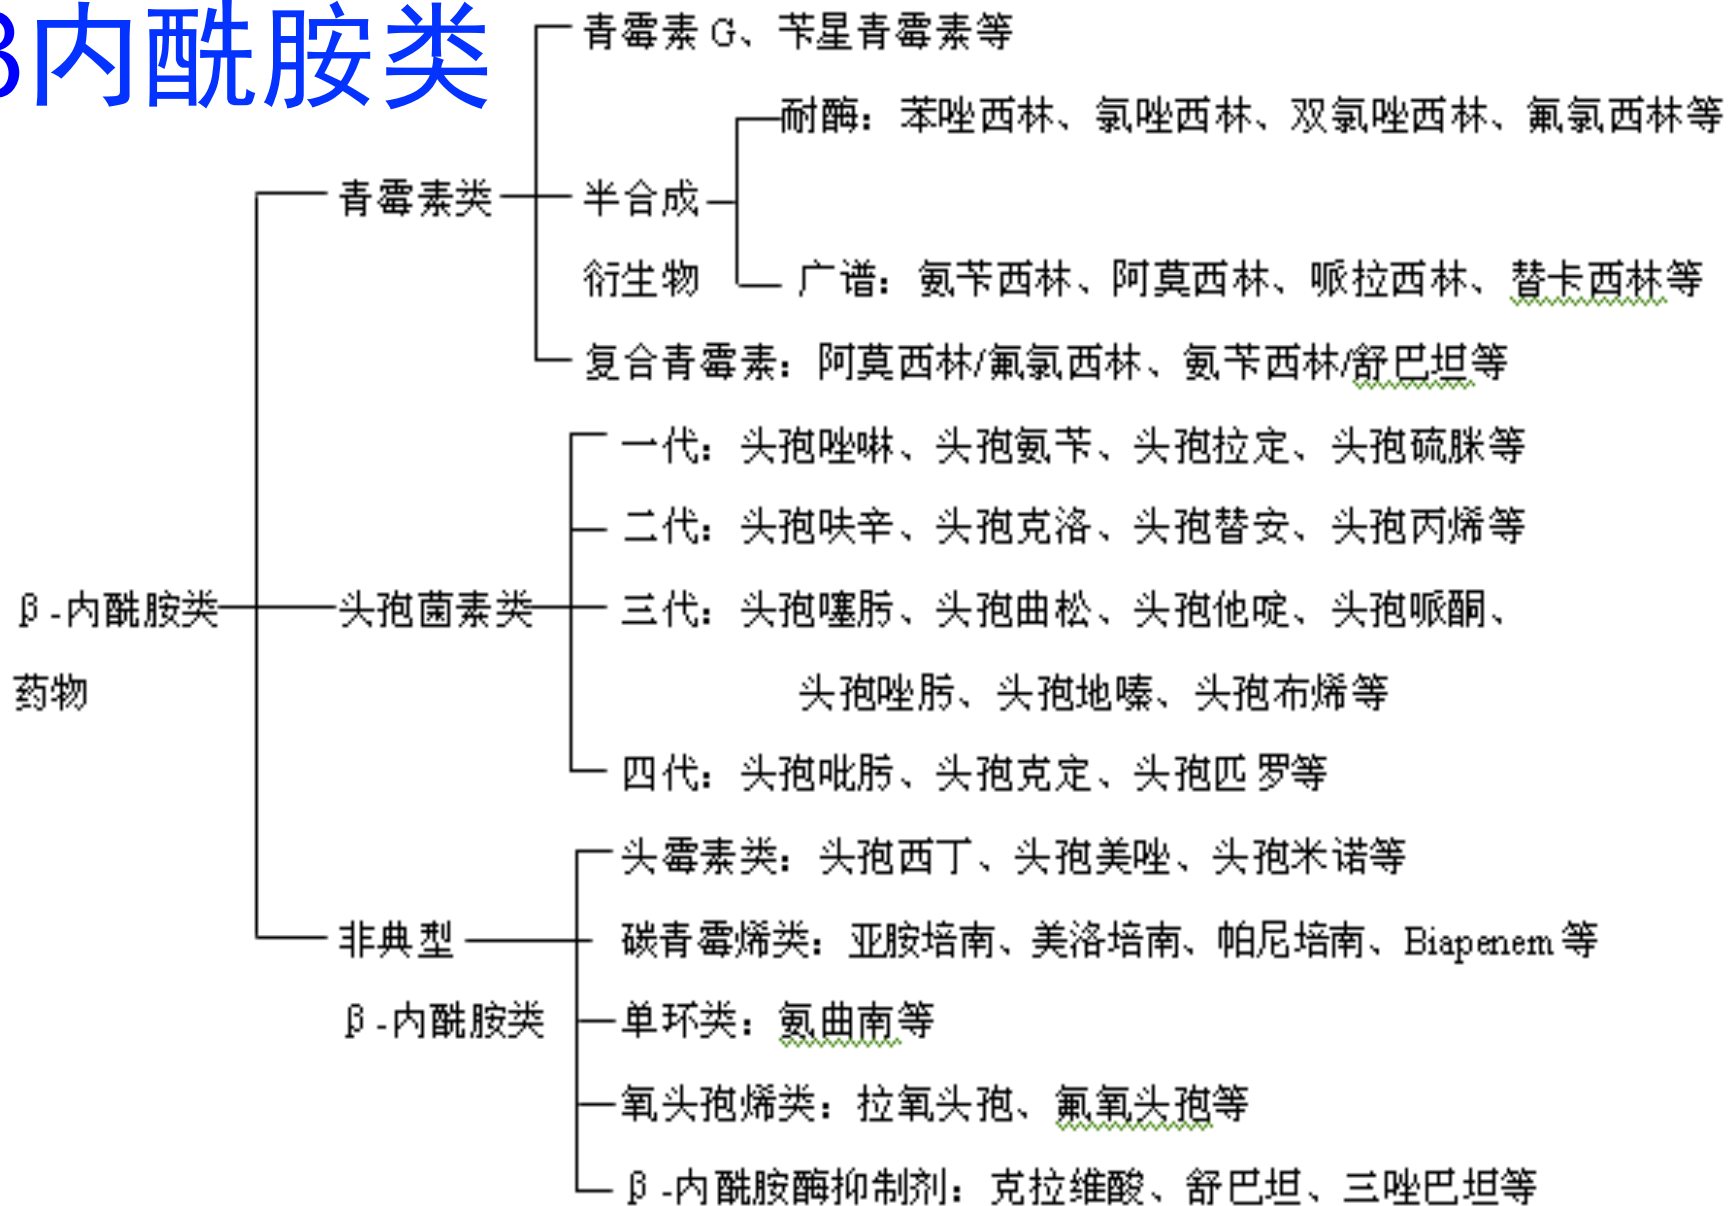 β内酰胺类
青霉素 G、苄星青霉素等
耐酶：苯唑西林、氯唑西林、双氯唑西林、氟氯西林等
青霉素类
半合成
衍生物
广谱：氨苄西林、阿莫西林、哌拉西林、替卡西林等
复合青霉素：阿莫西林/氟氯西林、氨苄西林/舒巴坦等
一代：头孢唑啉、头孢氨苄、头孢拉定、头孢硫脒等
二代：头孢呋辛、头孢克洛、头孢替安、头孢丙烯等
β-内酰胺类
药物
头孢菌素类
三代：头孢噻肟、头孢曲松、头孢他啶、头孢哌酮、
头孢唑肟、头孢地嗪、头孢布烯等
四代：头孢吡肟、头孢克定、头孢匹罗等
头霉素类：头孢西丁、头孢美唑、头孢米诺等
非典型
β-内酰胺类
碳青霉烯类：亚胺培南、美洛培南、帕尼培南、Biapenem 等
单环类：氨曲南等
氧头孢烯类：拉氧头孢、氟氧头孢等
β-内酰胺酶抑制剂：克拉维酸、舒巴坦、三唑巴坦等